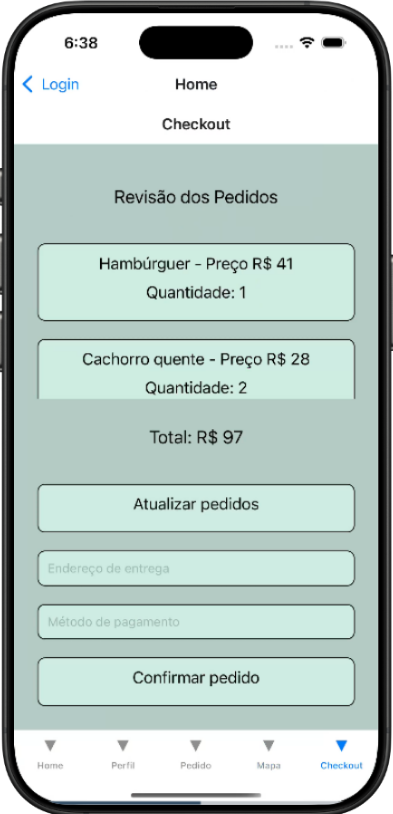 6:38
Login
Home
Checkout
Revisão dos Pedidos
Hambúrguer - Preço R$ 41
Quantidade: 1
Cachorro quente - Preço R$ 28
Quantidade: 2
Total: R$ 97
Atualizar pedidos
Endereço de entrega
Método de pagamento
Confirmar pedido
Home Perfil Pedido Mapa Checkout